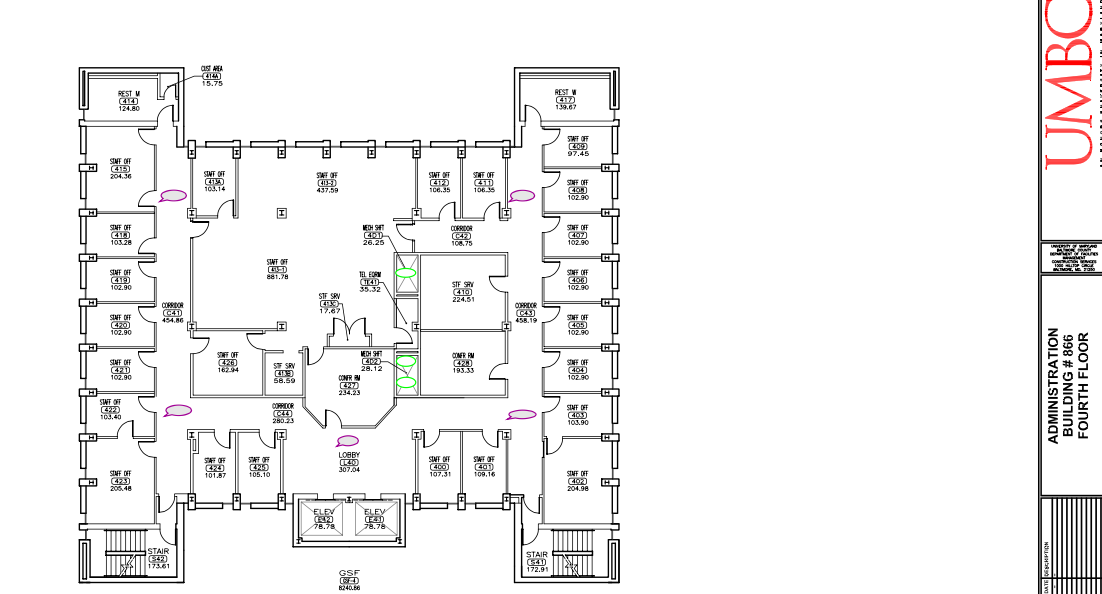 CUST AREA
414A
15.75
REST M
414
124.80
REST W
417
139.67
STAFF OFF
415
204.36
STAFF OFF
413A
103.14
STAFF OFF
413-2
437.59
STAFF OFF
412
106.35
STAFF OFF
411
106.35
STAFF OFF
409
97.45
STAFF OFF
408
102.90
STAFF OFF
418
103.28
MECH SHFT
4D1
26.25
CORRIDOR
C42
108.75
STAFF OFF
407
102.90
STAFF OFF
419
102.90
STAFF OFF
413-1
881.78
TEL EQRM
TE41
35.32
STF SRV
410
224.51
STAFF OFF
406
102.90
CORRIDOR
C41
454.86
STF SRV
413C
17.67
CORRIDOR
C43
458.19
STAFF OFF
420
102.90
STAFF OFF
405
102.90
STAFF OFF
426
162.94
STF SRV
413B
58.59
MECH SHFT
4D2
28.12
CONFR RM
428
193.33
STAFF OFF
421
102.90
CONFR RM
427
234.23
STAFF OFF
404
102.90
STAFF OFF
422
103.40
CORRIDOR
C44
280.23
STAFF OFF
403
103.90
STAFF OFF
423
205.48
STAFF OFF
424
101.87
STAFF OFF
425
105.10
LOBBY
L40
307.04
STAFF OFF
400
107.31
STAFF OFF
401
109.16
STAFF OFF
402
204.98
ELEV
E42
78.78
ELEV
E41
78.78
STAIR
S42
173.61
STAIR
S41
172.91
GSF
GSF-4
8240.86
UMBC
UNIVERSITY OF MARYLAND
BALTIMORE COUNTY
DEPARTMENT OF FACILITIES
MANAGEMENT
CONSTRUCTION SERVICES
1000 HILLTOP CIRCLE
BALTIMORE, MD. 21250
ADMINISTRATION
BUILDING # 866
FOURTH FLOOR
DATE DESCRIPTION